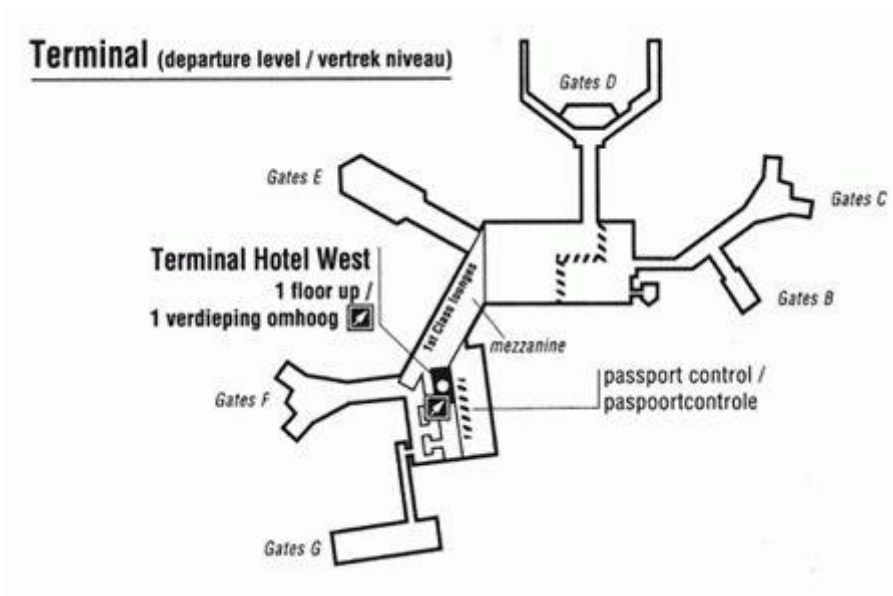 Terminal (departure level / vertrek niveau)
Gates D
Gates E
Gates C
Terminal Hotel West
1 floor up /
1 verdieping omhoog
1st Class lounges
Gates B
mezzanine
passport control /
paspoortcontrole
Gates F
Gates G